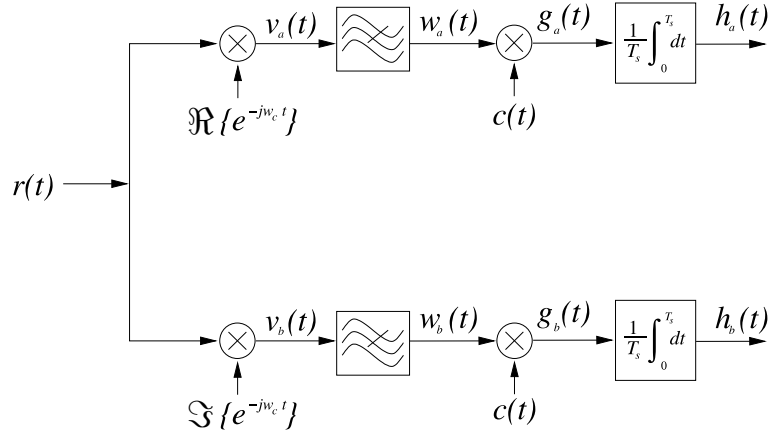 v_a(t) w_a(t) g_a(t) h_a(t)
1/T_s ∫_0^{T_s} dt
ℜ{e^{-jw_c t}} c(t)
r(t)
v_b(t) w_b(t) g_b(t) h_b(t)
1/T_s ∫_0^{T_s} dt
ℑ{e^{-jw_c t}} c(t)